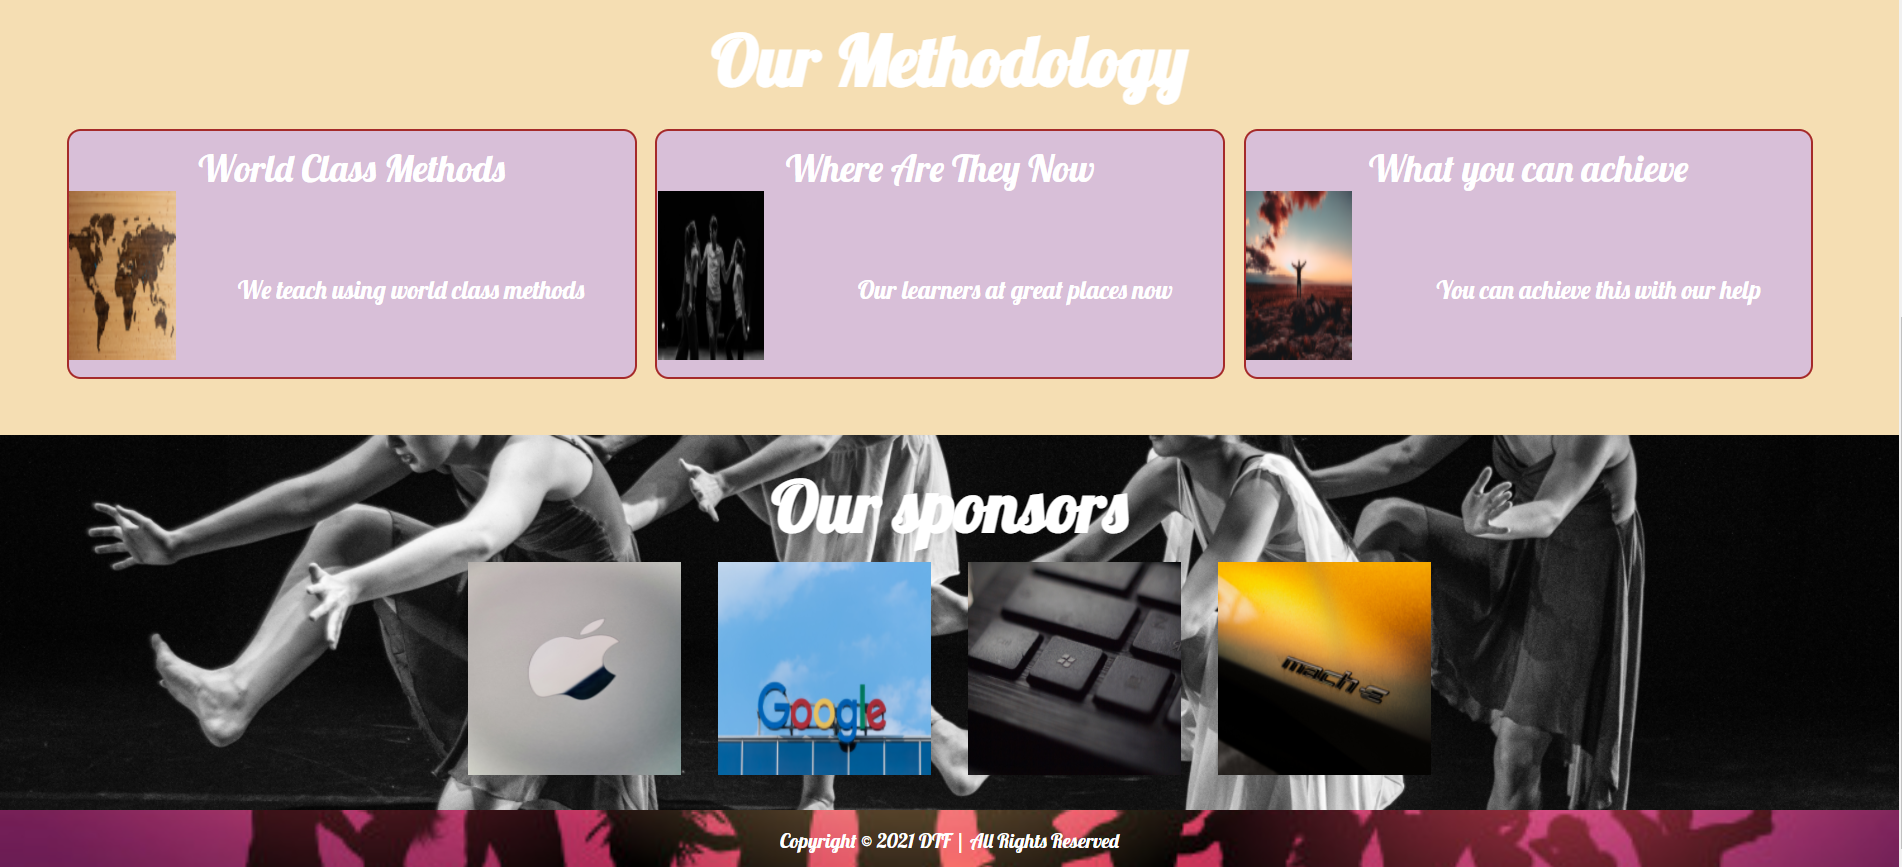 Our Methodology
World Class Methods
We teach using world class methods
Where Are They Now
Our learners at great places now
What you can achieve
You can achieve this with our help
Our sponsors
Google
mach-e
Copyright © 2021 DTF | All Rights Reserved